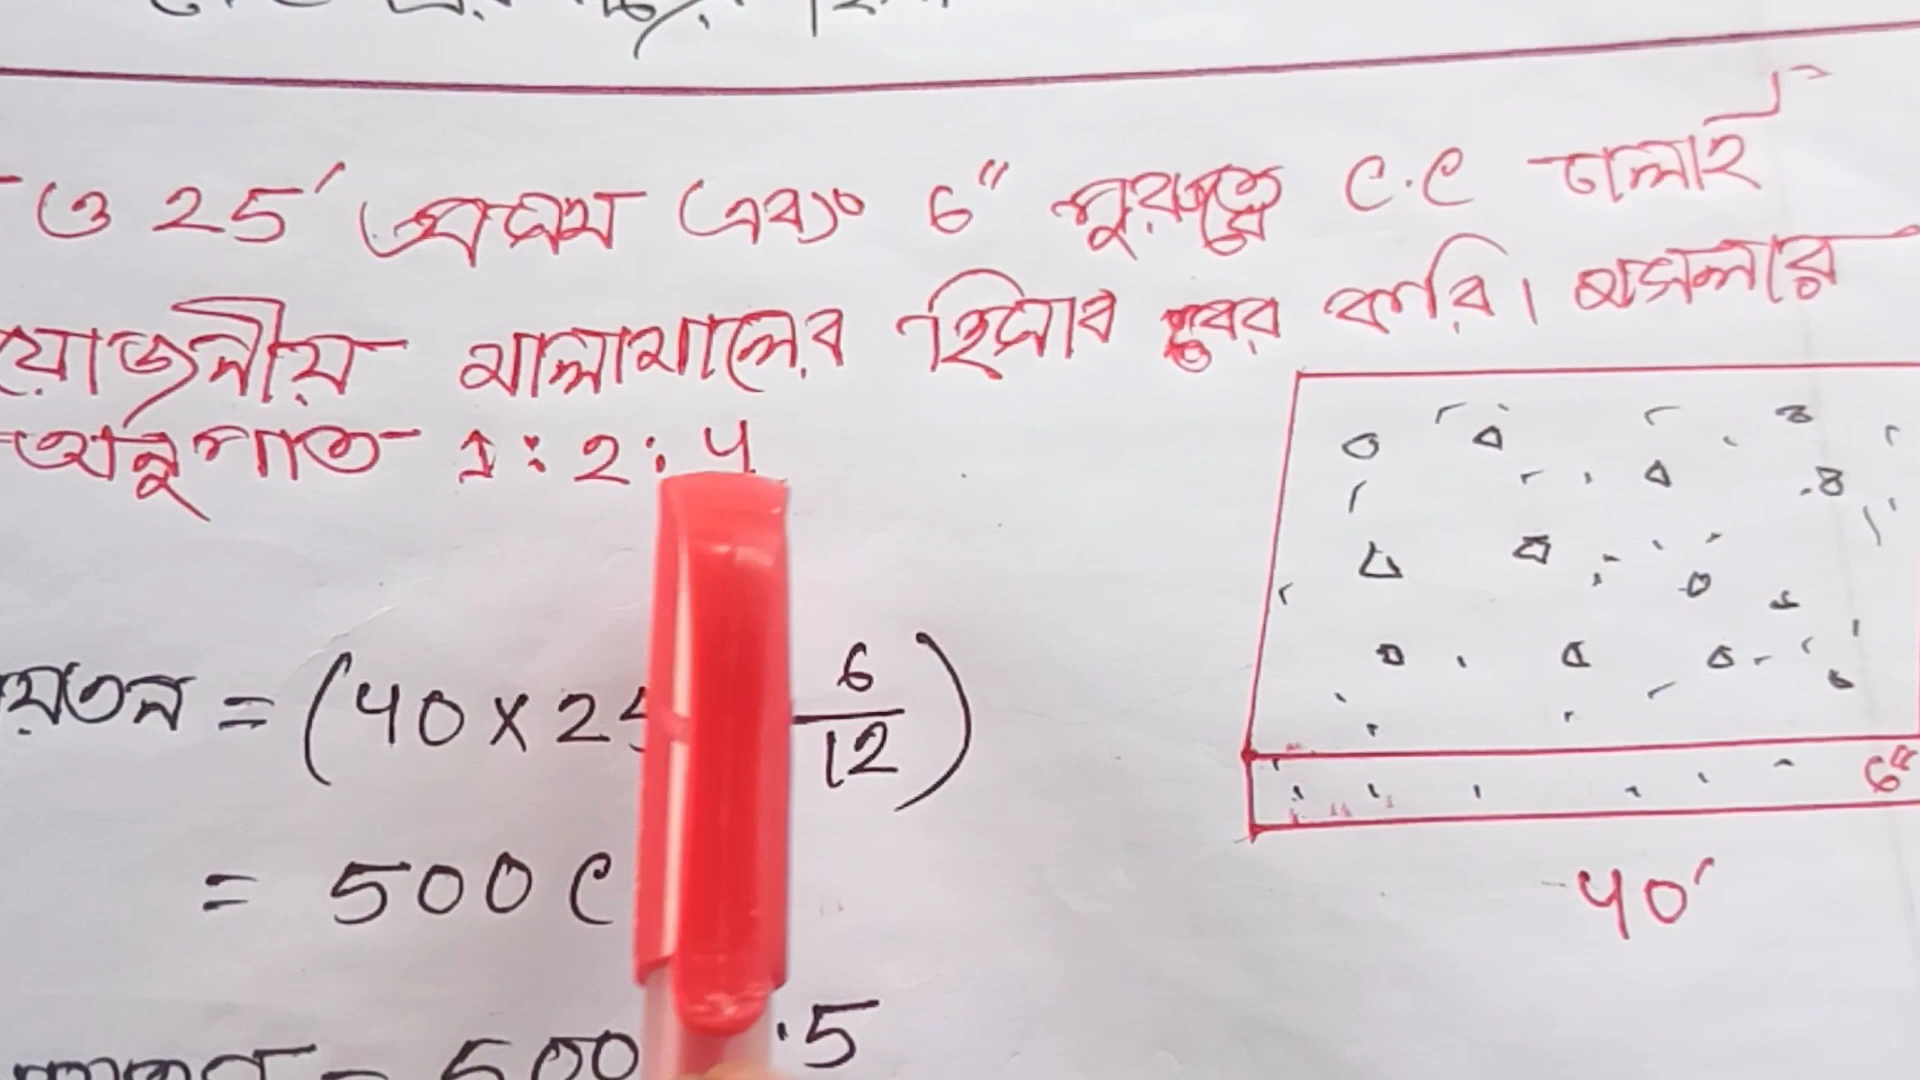 ও 25' প্রস্থ এবং 6" পুরুত্বে C.C ঢালাই
য়োজনীয় মালামালের হিসাব বের করি। মসলার
অনুপাত 1:2:4
য়তন = (40 x 25 6/12)
= 500 C
500 .5
6"
40'